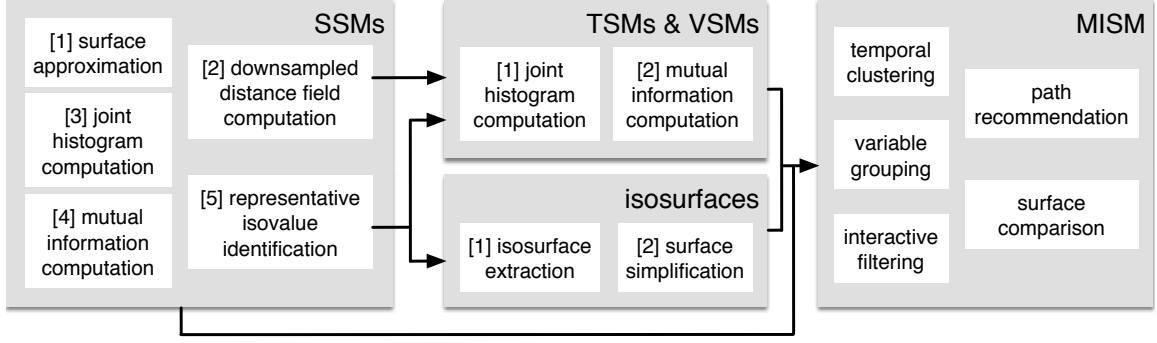 SSMs
[1] surface
approximation
[2] downsampled
distance field
computation
[3] joint
histogram
computation
[4] mutual
information
computation
[5] representative
isovalue
identification
TSMs & VSMs
[1] joint
histogram
computation
[2] mutual
information
computation
isosurfaces
[1] isosurface
extraction
[2] surface
simplification
MISM
temporal
clustering
path
recommendation
variable
grouping
surface
comparison
interactive
filtering